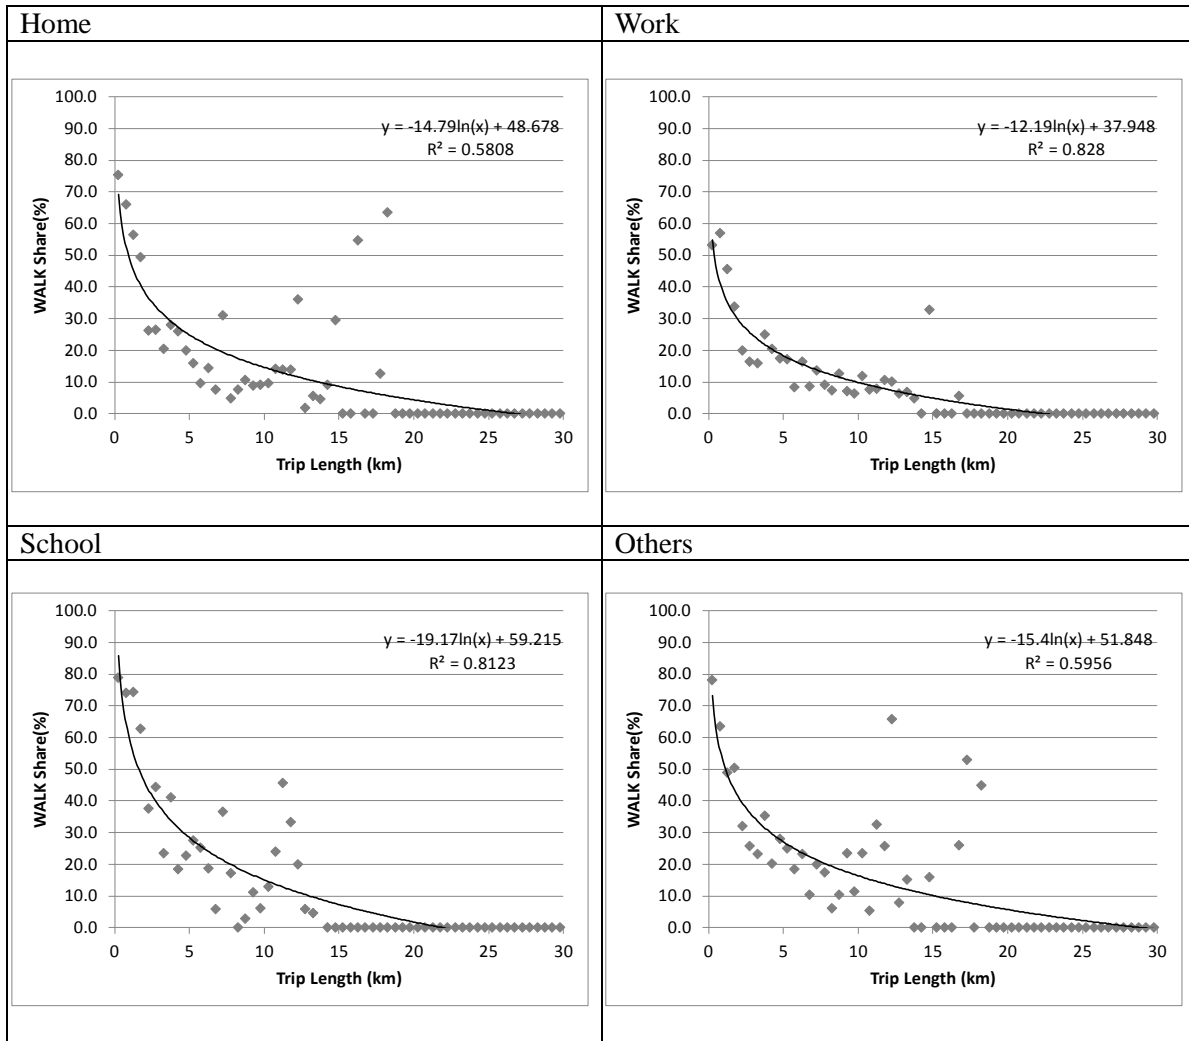 Home
Work
100.0
90.0
80.0
70.0
60.0
50.0
40.0
30.0
20.0
10.0
0.0
WALK Share(%)
y = -14.79ln(x) + 48.678
R² = 0.5808
0 5 10 15 20 25 30
Trip Length (km)
100.0
90.0
80.0
70.0
60.0
50.0
40.0
30.0
20.0
10.0
0.0
WALK Share(%)
y = -12.19ln(x) + 37.948
R² = 0.828
0 5 10 15 20 25 30
Trip Length (km)
School
Others
100.0
90.0
80.0
70.0
60.0
50.0
40.0
30.0
20.0
10.0
0.0
WALK Share(%)
y = -19.17ln(x) + 59.215
R² = 0.8123
0 5 10 15 20 25 30
Trip Length (km)
100.0
90.0
80.0
70.0
60.0
50.0
40.0
30.0
20.0
10.0
0.0
WALK Share(%)
y = -15.4ln(x) + 51.848
R² = 0.5956
0 5 10 15 20 25 30
Trip Length (km)